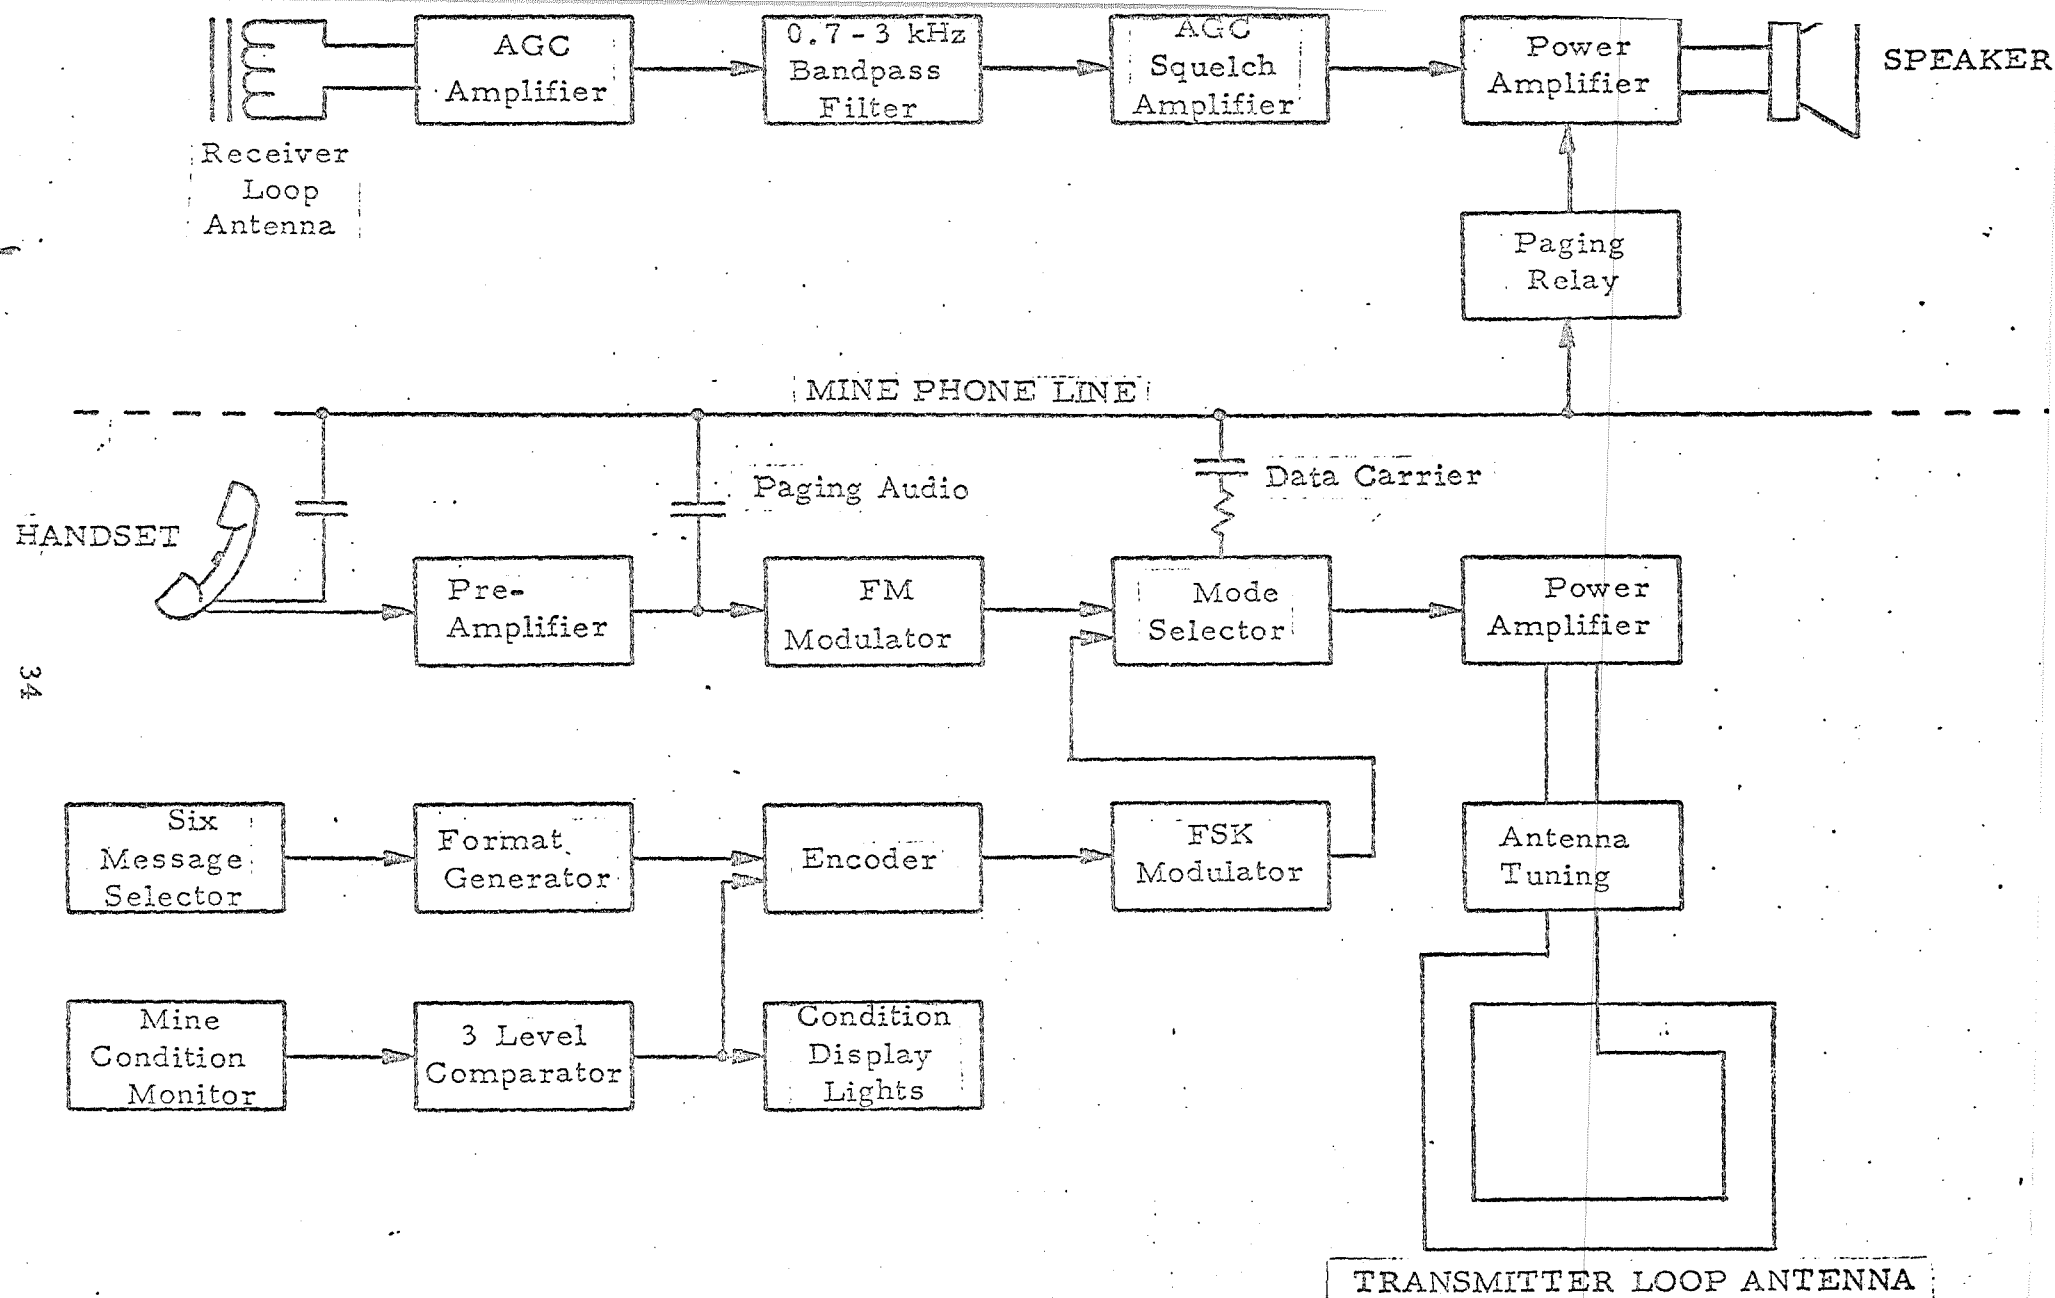 AGC
Amplifier
0.7-3 kHz
Bandpass
Filter
AGC
Squelch
Amplifier
Power
Amplifier
SPEAKER
Receiver
Loop
Antenna
Paging
Relay
MINE PHONE LINE
HANDSET
Paging Audio
Data Carrier
Pre-
Amplifier
FM
Modulator
Mode
Selector
Power
Amplifier
34
Six
Message
Selector
Format
Generator
Encoder
FSK
Modulator
Antenna
Tuning
Mine
Condition
Monitor
3 Level
Comparator
Condition
Display
Lights
TRANSMITTER LOOP ANTENNA